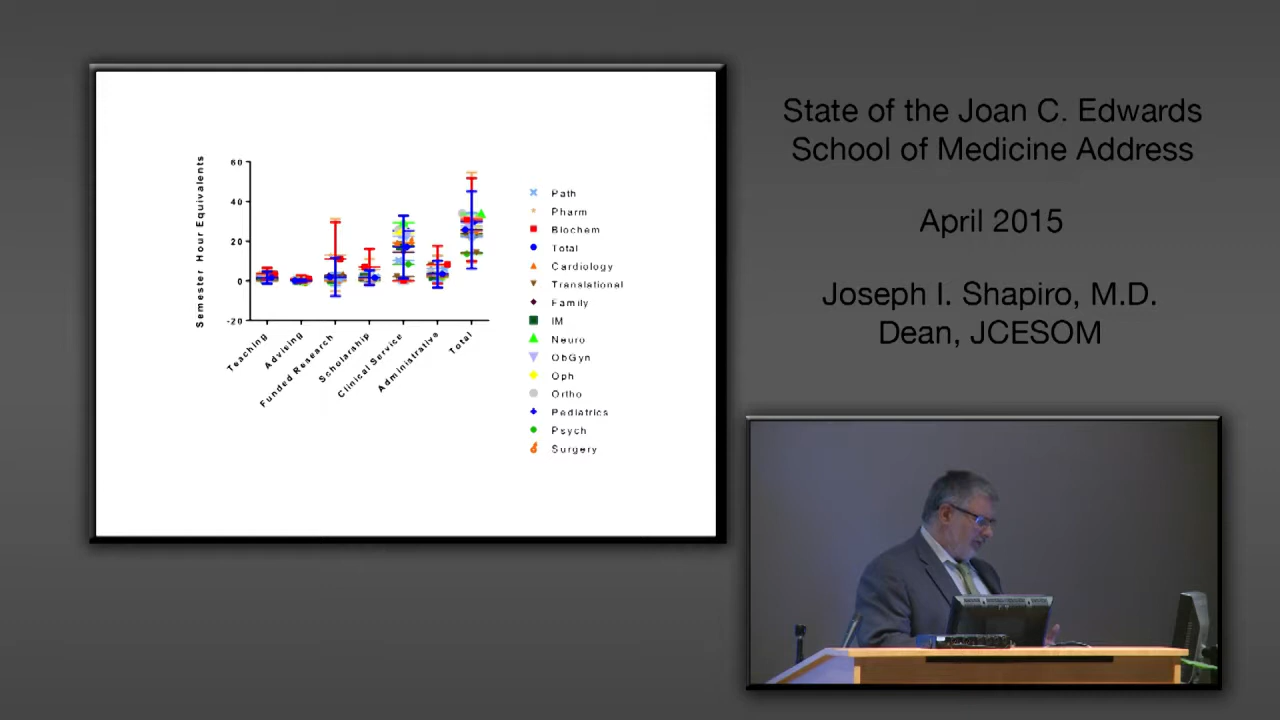 State of the Joan C. Edwards
School of Medicine Address
April 2015
Joseph I. Shapiro, M.D.
Dean, JCESOM
Semester Hour Equivalents
60
40
20
0
-20
Teaching
Advising
Funded Research
Scholarship
Clinical Service
Administrative
Total
Path
Pharm
Biochem
Total
Cardiology
Translational
Family
IM
Neuro
ObGyn
Oph
Ortho
Pediatrics
Psych
Surgery